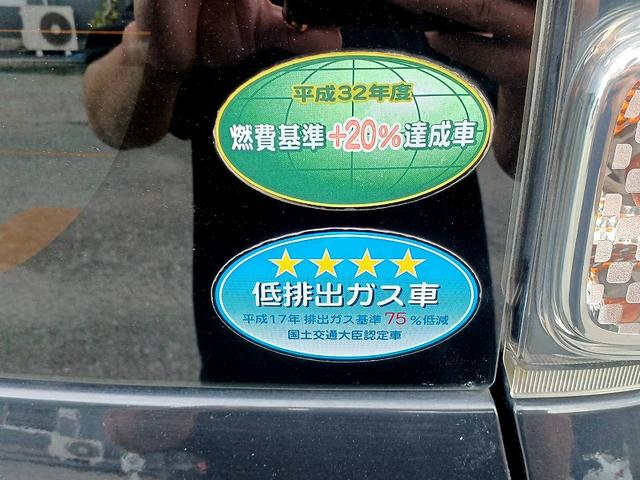 平成32年度
燃費基準+20%達成車
★★★★
低排出ガス車
平成17年 排出ガス基準 75 %低減
国土交通大臣認定車